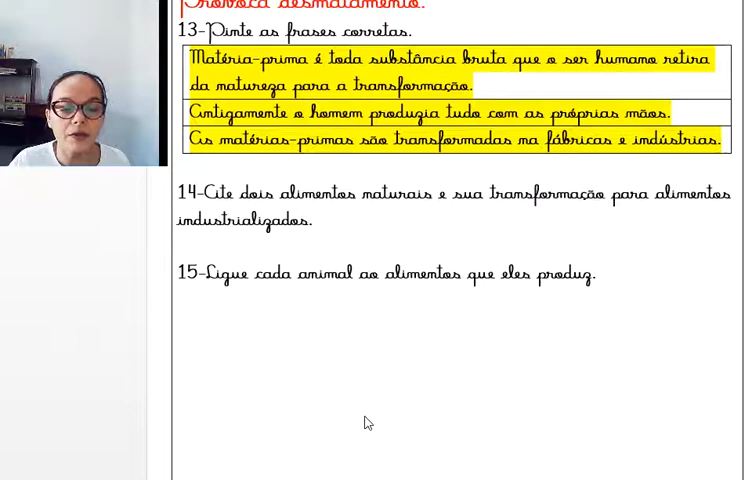 Provoca desmatamento.
13-Pinte as frases corretas.
Matéria-prima é toda substância bruta que o ser humano retira
da natureza para a transformação.
Antigamente o homem produzia tudo com as próprias mãos.
As matérias-primas são transformadas na fábricas e indústrias.
14-Cite dois alimentos naturais e sua transformação para alimentos
industrializados.
15-Ligue cada animal ao alimentos que eles produz.